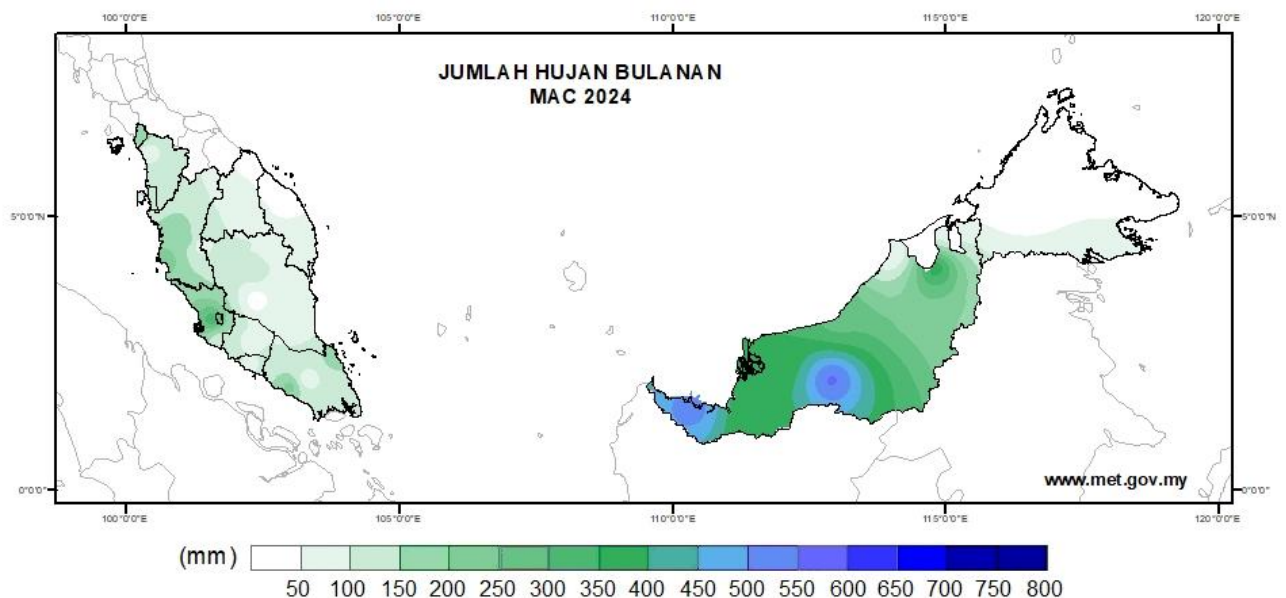 100°0'0"E 105°0'0"E 110°0'0"E 115°0'0"E 120°0'0"E
JUMLAH HUJAN BULANAN
MAC 2024
5°0'0"N 5°0'0"N
www.met.gov.my
0°0'0" 0°0'0"
100°0'0"E 105°0'0"E 110°0'0"E 115°0'0"E 120°0'0"E
(mm)
50 100 150 200 250 300 350 400 450 500 550 600 650 700 750 800